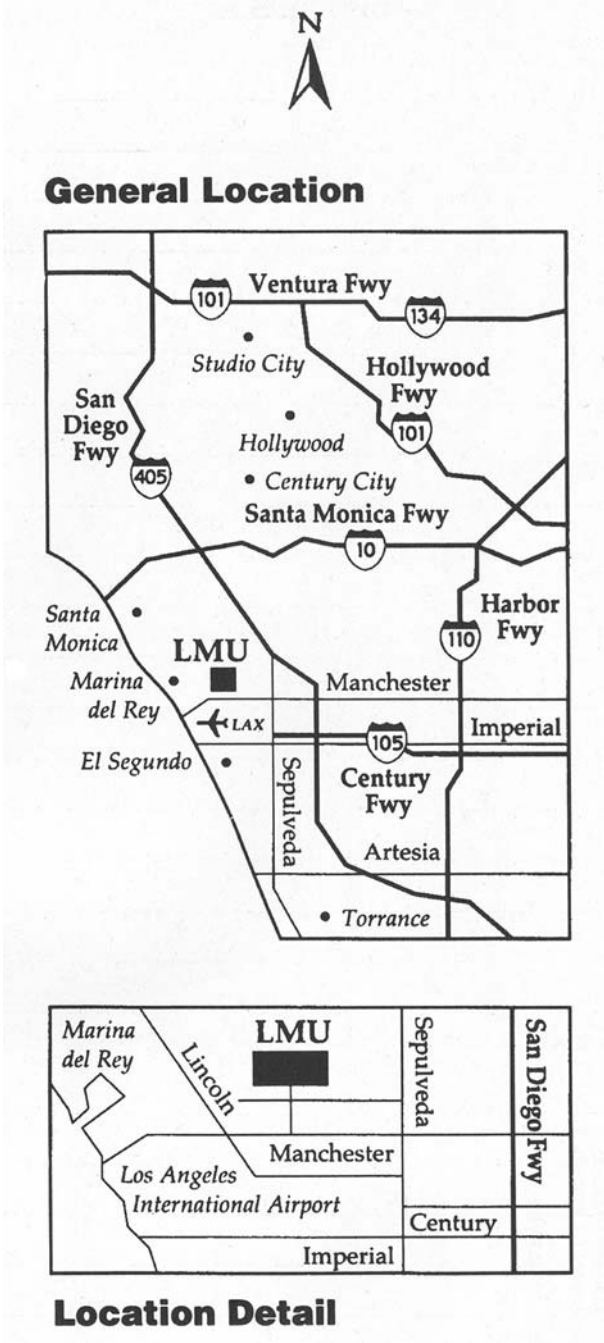 N
General Location
101
Ventura Fwy
134
Studio City
Hollywood
Fwy
San
Diego
Fwy
101
Hollywood
405
Century City
Santa Monica Fwy
10
Santa
Monica
Harbor
Fwy
110
LMU
Marina
del Rey
Manchester
LAX
Imperial
105
El Segundo
Century
Fwy
Sepulveda
Artesia
Torrance
Marina
del Rey
LMU
Lincoln
Sepulveda
San Diego Fwy
Manchester
Los Angeles
International Airport
Century
Imperial
Location Detail